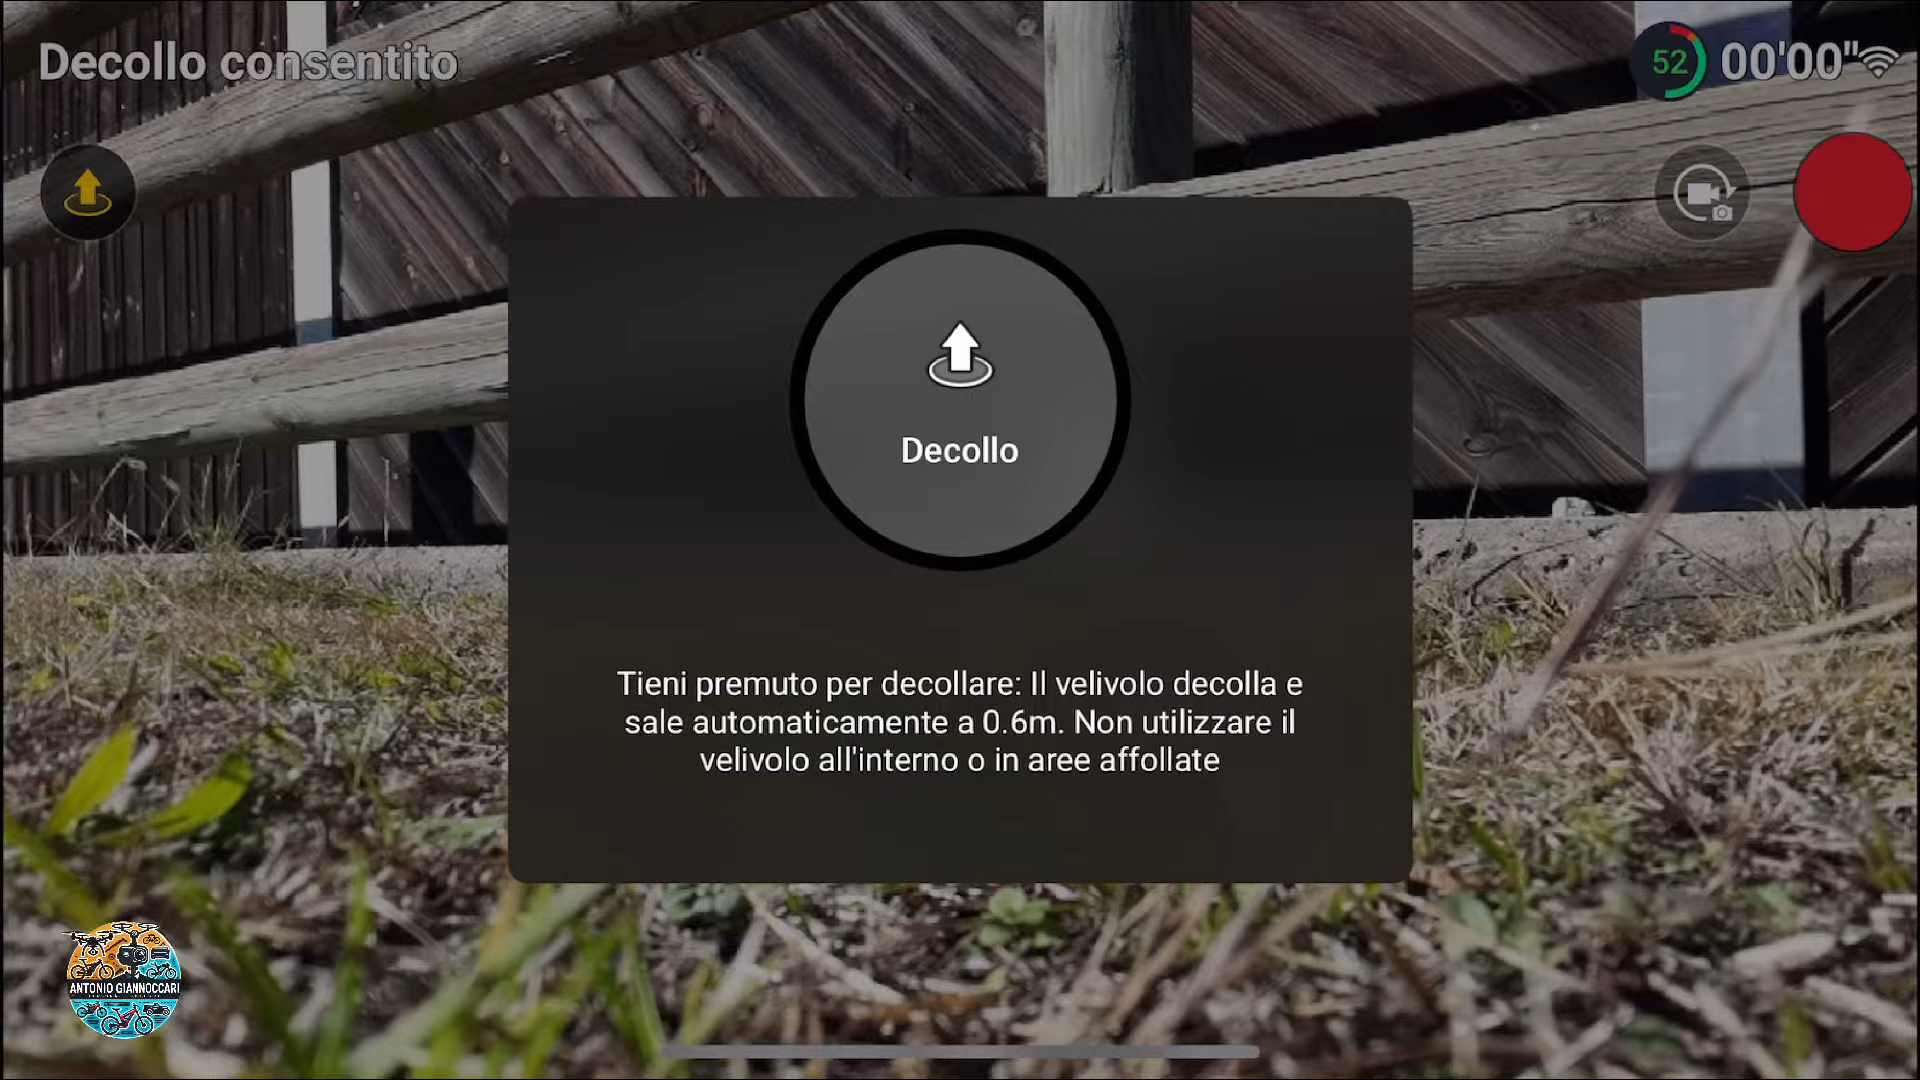 Decollo consentito
52
00'00"
Decollo
Tieni premuto per decollare: Il velivolo decolla e
sale automaticamente a 0.6m. Non utilizzare il
velivolo all'interno o in aree affollate
ANTONIO GIANNOCCARI